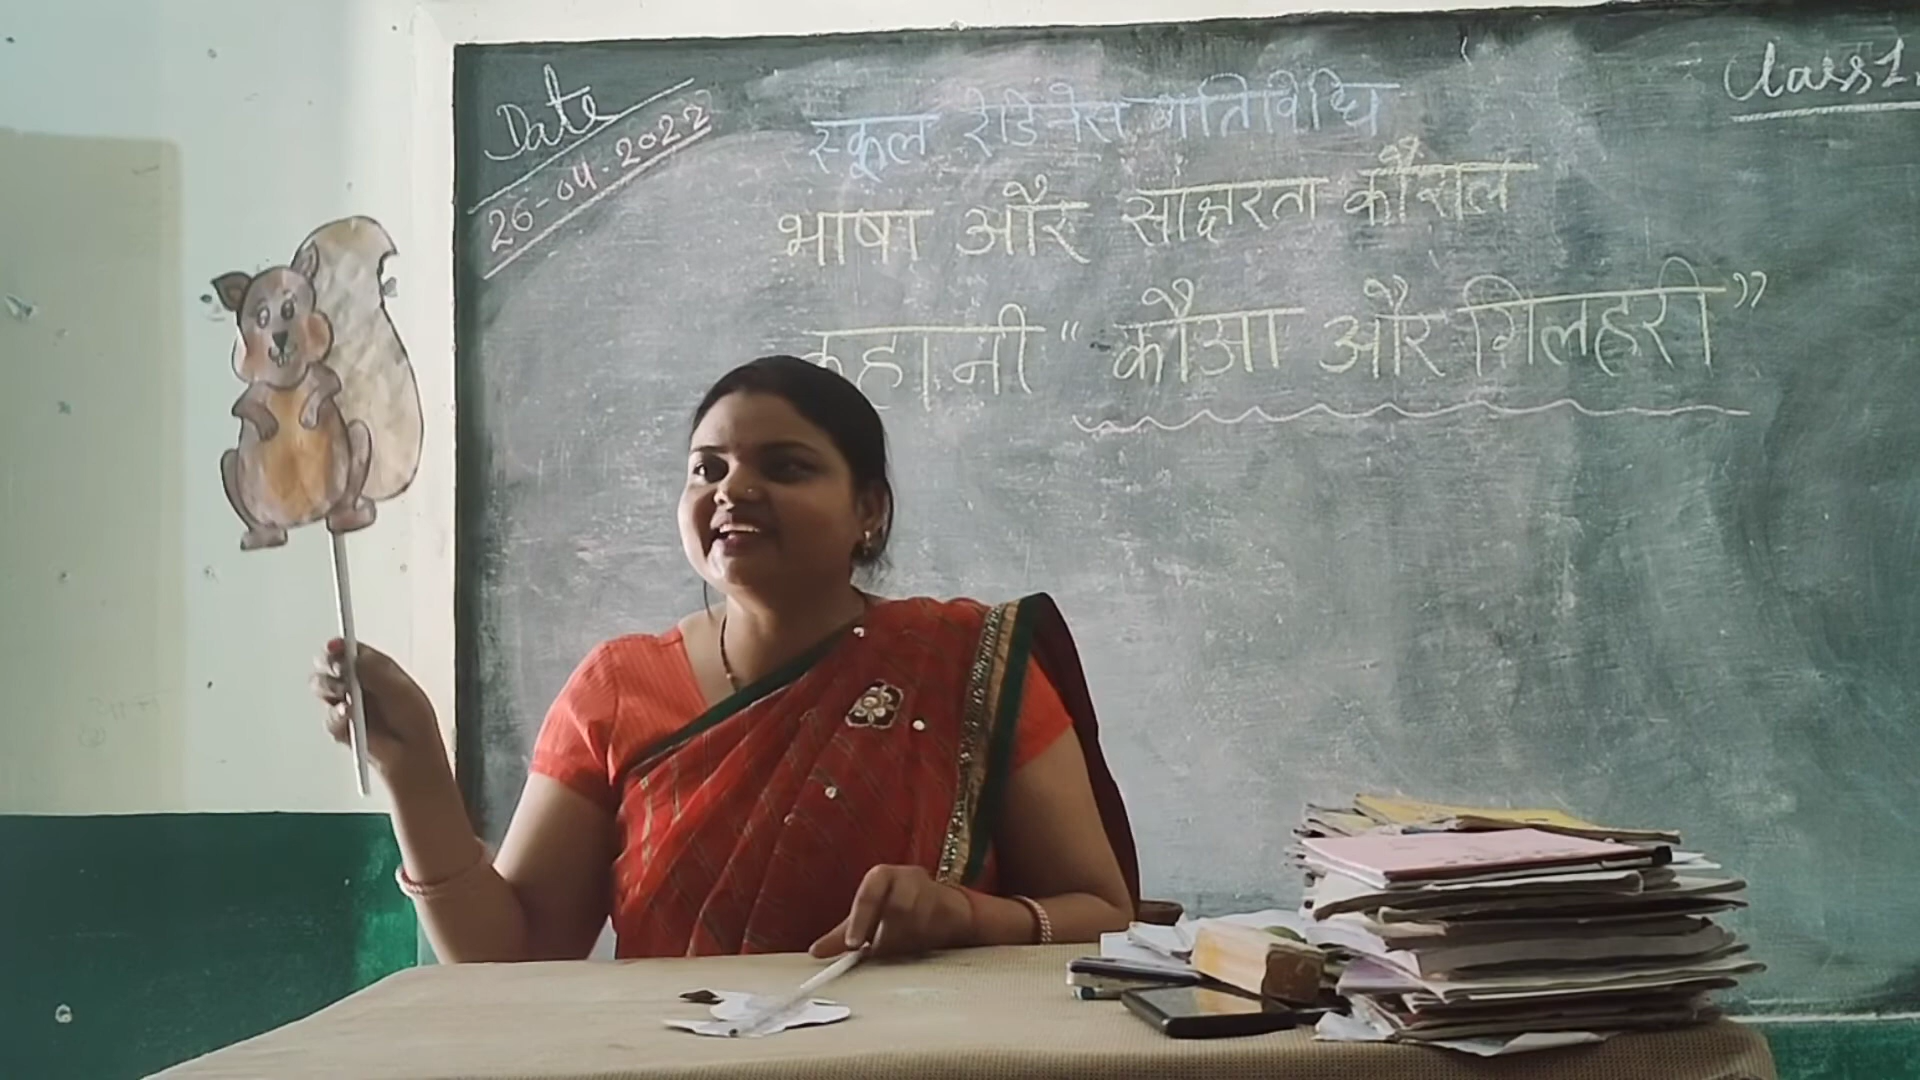 Date
26-04-2022
Class 1
स्कूल रेडिनेस गतिविधि
भाषा और साक्षरता कौशल
कहानी " कौआ और गिलहरी"